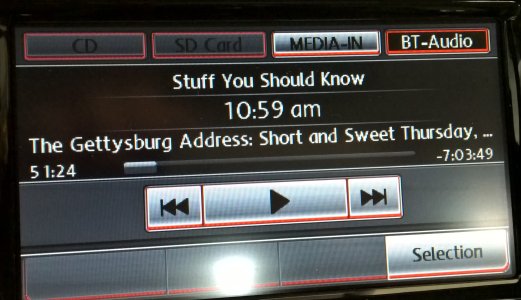 CD SD Card MEDIA-IN BT-Audio
Stuff You Should Know
10:59 am
The Gettysburg Address: Short and Sweet Thursday, ...
51:24 -7:03:49
Selection